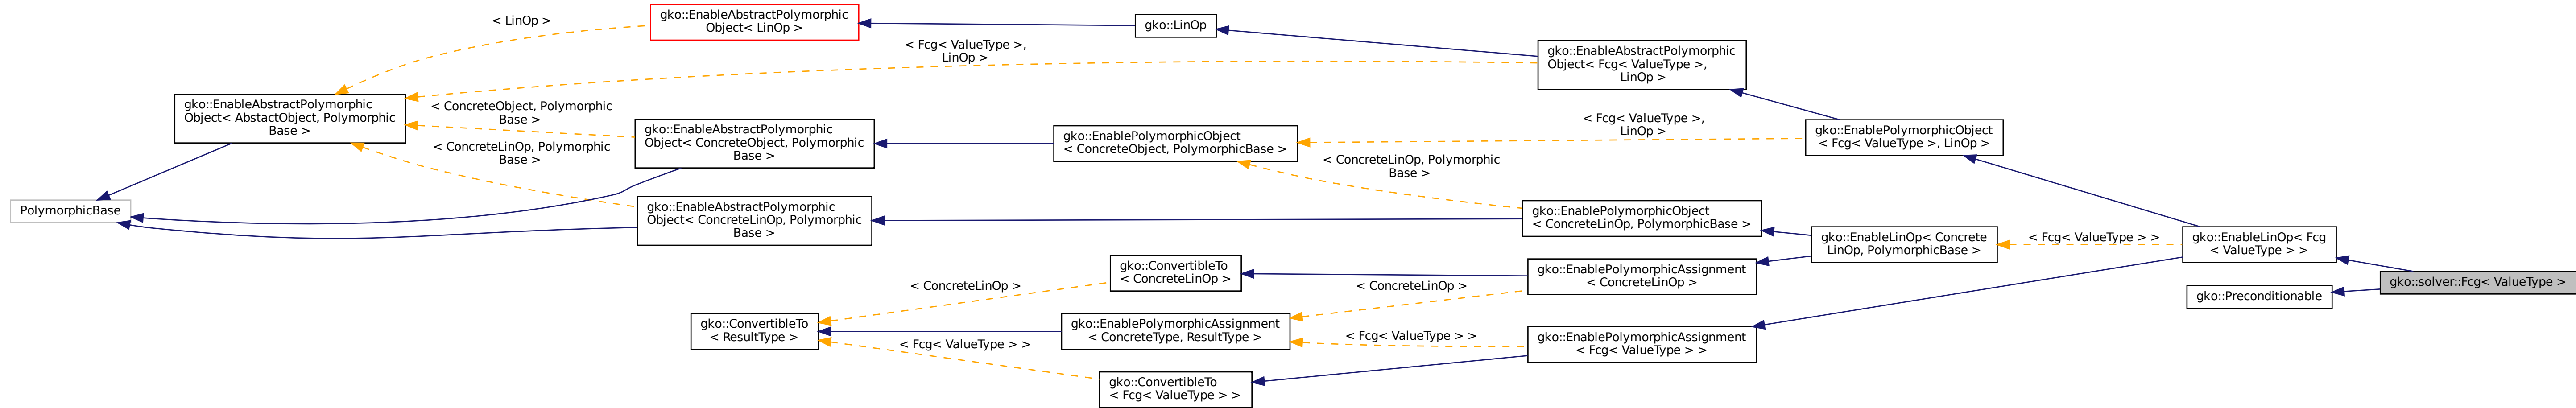 PolymorphicBase
gko::EnableAbstractPolymorphic
Object< AbstactObject, Polymorphic
Base >
< LinOp >
< Fcg< ValueType >,
LinOp >
< ConcreteObject, Polymorphic
Base >
< ConcreteLinOp, Polymorphic
Base >
gko::EnableAbstractPolymorphic
Object< LinOp >
gko::EnableAbstractPolymorphic
Object< ConcreteObject, Polymorphic
Base >
gko::EnableAbstractPolymorphic
Object< ConcreteLinOp, Polymorphic
Base >
gko::ConvertibleTo
< ResultType >
< ConcreteLinOp >
< Fcg< ValueType > >
gko::LinOp
gko::EnablePolymorphicObject
< ConcreteObject, PolymorphicBase >
gko::ConvertibleTo
< ConcreteLinOp >
gko::EnablePolymorphicAssignment
< ConcreteType, ResultType >
gko::ConvertibleTo
< Fcg< ValueType > >
< ConcreteLinOp, Polymorphic
Base >
< ConcreteLinOp >
< Fcg< ValueType > >
gko::EnableAbstractPolymorphic
Object< Fcg< ValueType >,
LinOp >
< Fcg< ValueType >,
LinOp >
gko::EnablePolymorphicObject
< ConcreteLinOp, PolymorphicBase >
gko::EnablePolymorphicAssignment
< ConcreteLinOp >
gko::EnablePolymorphicAssignment
< Fcg< ValueType > >
gko::EnablePolymorphicObject
< Fcg< ValueType >, LinOp >
gko::EnableLinOp< Concrete
LinOp, PolymorphicBase >
< Fcg< ValueType > >
gko::EnableLinOp< Fcg
< ValueType > >
gko::Preconditionable
gko::solver::Fcg< ValueType >